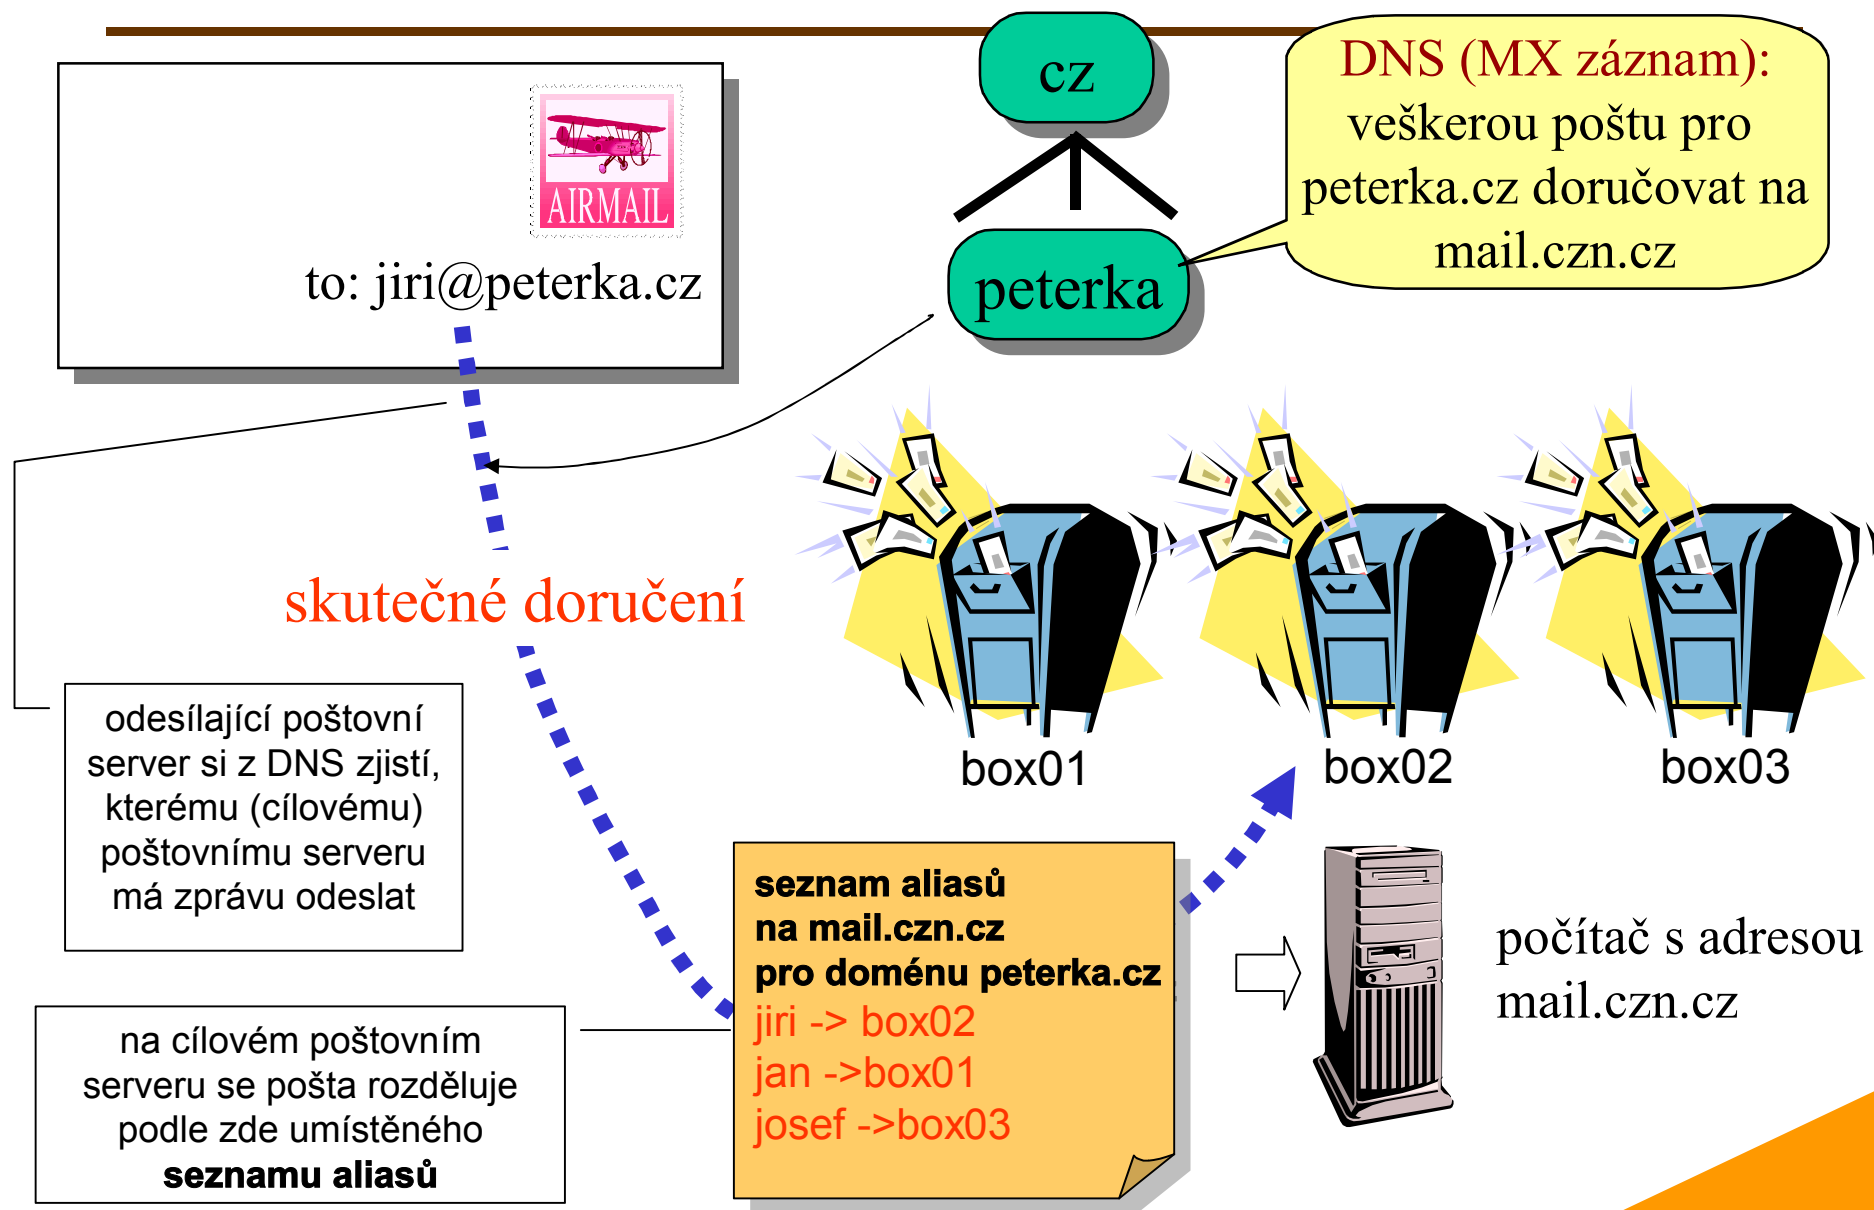 cz
DNS (MX záznam):
veškerou poštu pro
peterka.cz doručovat na
mail.czn.cz
AIRMAIL
to: jiri@peterka.cz
peterka
skutečné doručení
odesílající poštovní
server si z DNS zjistí,
kterému (cílovému)
poštovnímu serveru
má zprávu odeslat
box01
box02
box03
seznam aliasů
na mail.czn.cz
pro doménu peterka.cz
jiri -> box02
jan ->box01
josef ->box03
počítač s adresou
mail.czn.cz
na cílovém poštovním
serveru se pošta rozděluje
podle zde umístěného
seznamu aliasů